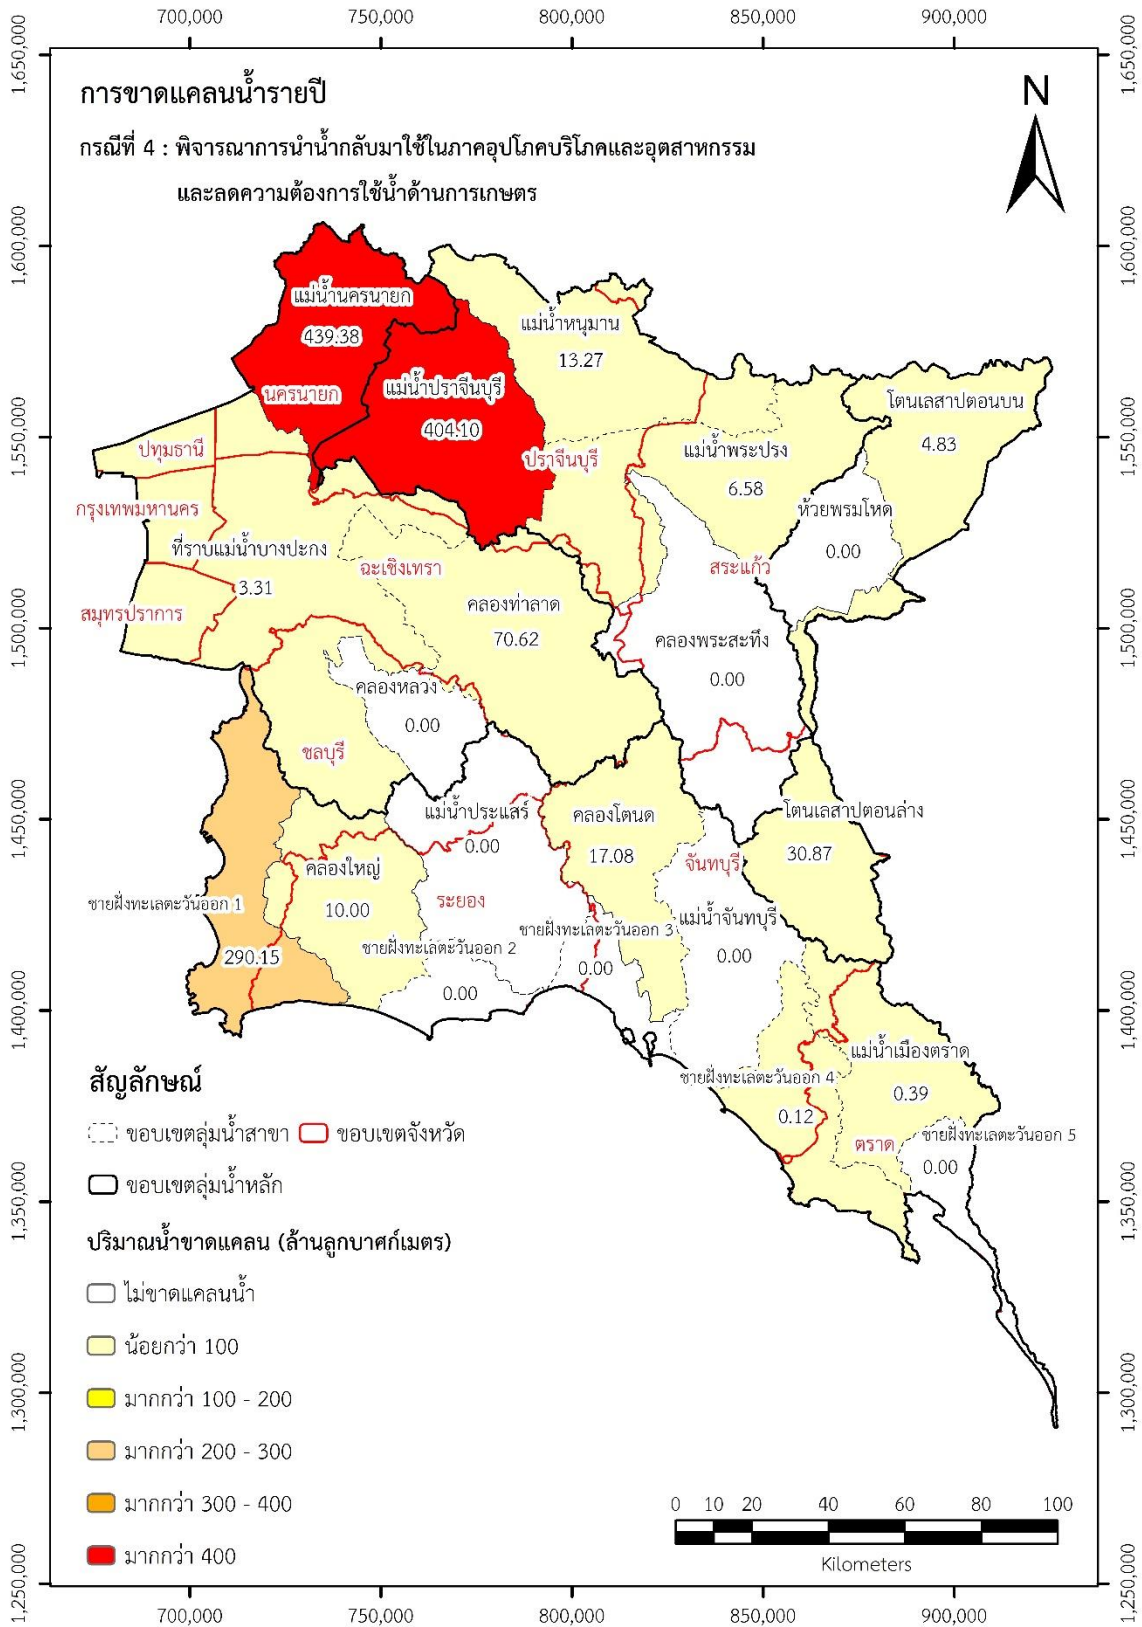 700,000 750,000 800,000 850,000 900,000
1,650,000 1,650,000
การขาดแคลนน้ำรายปี
N
กรณีที่ 4 : พิจารณาการนำน้ำกลับมาใช้ในภาคอุปโภคบริโภคและอุตสาหกรรม
และลดความต้องการใช้น้ำด้านการเกษตร
1,600,000 1,600,000
แม่น้ำนครนายก
439.38
แม่น้ำหนุมาน
13.27
นครนายก
แม่น้ำปราจีนบุรี
404.10
โตนเลสาปตอนบน
4.83
1,550,000 1,550,000
ปทุมธานี
ปราจีนบุรี
แม่น้ำพระปรง
6.58
กรุงเทพมหานคร
ห้วยพรมโหด
0.00
ที่ราบแม่น้ำบางปะกง
3.31
ฉะเชิงเทรา
สระแก้ว
สมุทรปราการ
คลองท่าลาด
70.62
1,500,000 1,500,000
คลองพระสะทึง
0.00
คลองหลวง
0.00
ชลบุรี
1,450,000 1,450,000
แม่น้ำประแสร์
0.00
คลองโตนด
17.08
โตนเลสาปตอนล่าง
30.87
คลองใหญ่
10.00
ระยอง
จันทบุรี
ชายฝั่งทะเลตะวันออก 1
290.15
แม่น้ำจันทบุรี
0.00
ชายฝั่งทะเลตะวันออก 3
0.00
ชายฝั่งทะเลตะวันออก 2
0.00
1,400,000 1,400,000
แม่น้ำเมืองตราด
0.39
ชายฝั่งทะเลตะวันออก 4
0.12
ตราด
ชายฝั่งทะเลตะวันออก 5
0.00
สัญลักษณ์
ขอบเขตลุ่มน้ำสาขา ขอบเขตจังหวัด
ขอบเขตลุ่มน้ำหลัก
1,350,000 1,350,000
ปริมาณน้ำขาดแคลน (ล้านลูกบาศก์เมตร)
ไม่ขาดแคลนน้ำ
น้อยกว่า 100
มากกว่า 100 - 200
1,300,000 1,300,000
มากกว่า 200 - 300
มากกว่า 300 - 400
มากกว่า 400
0 10 20 40 60 80 100
Kilometers
1,250,000 1,250,000
700,000 750,000 800,000 850,000 900,000